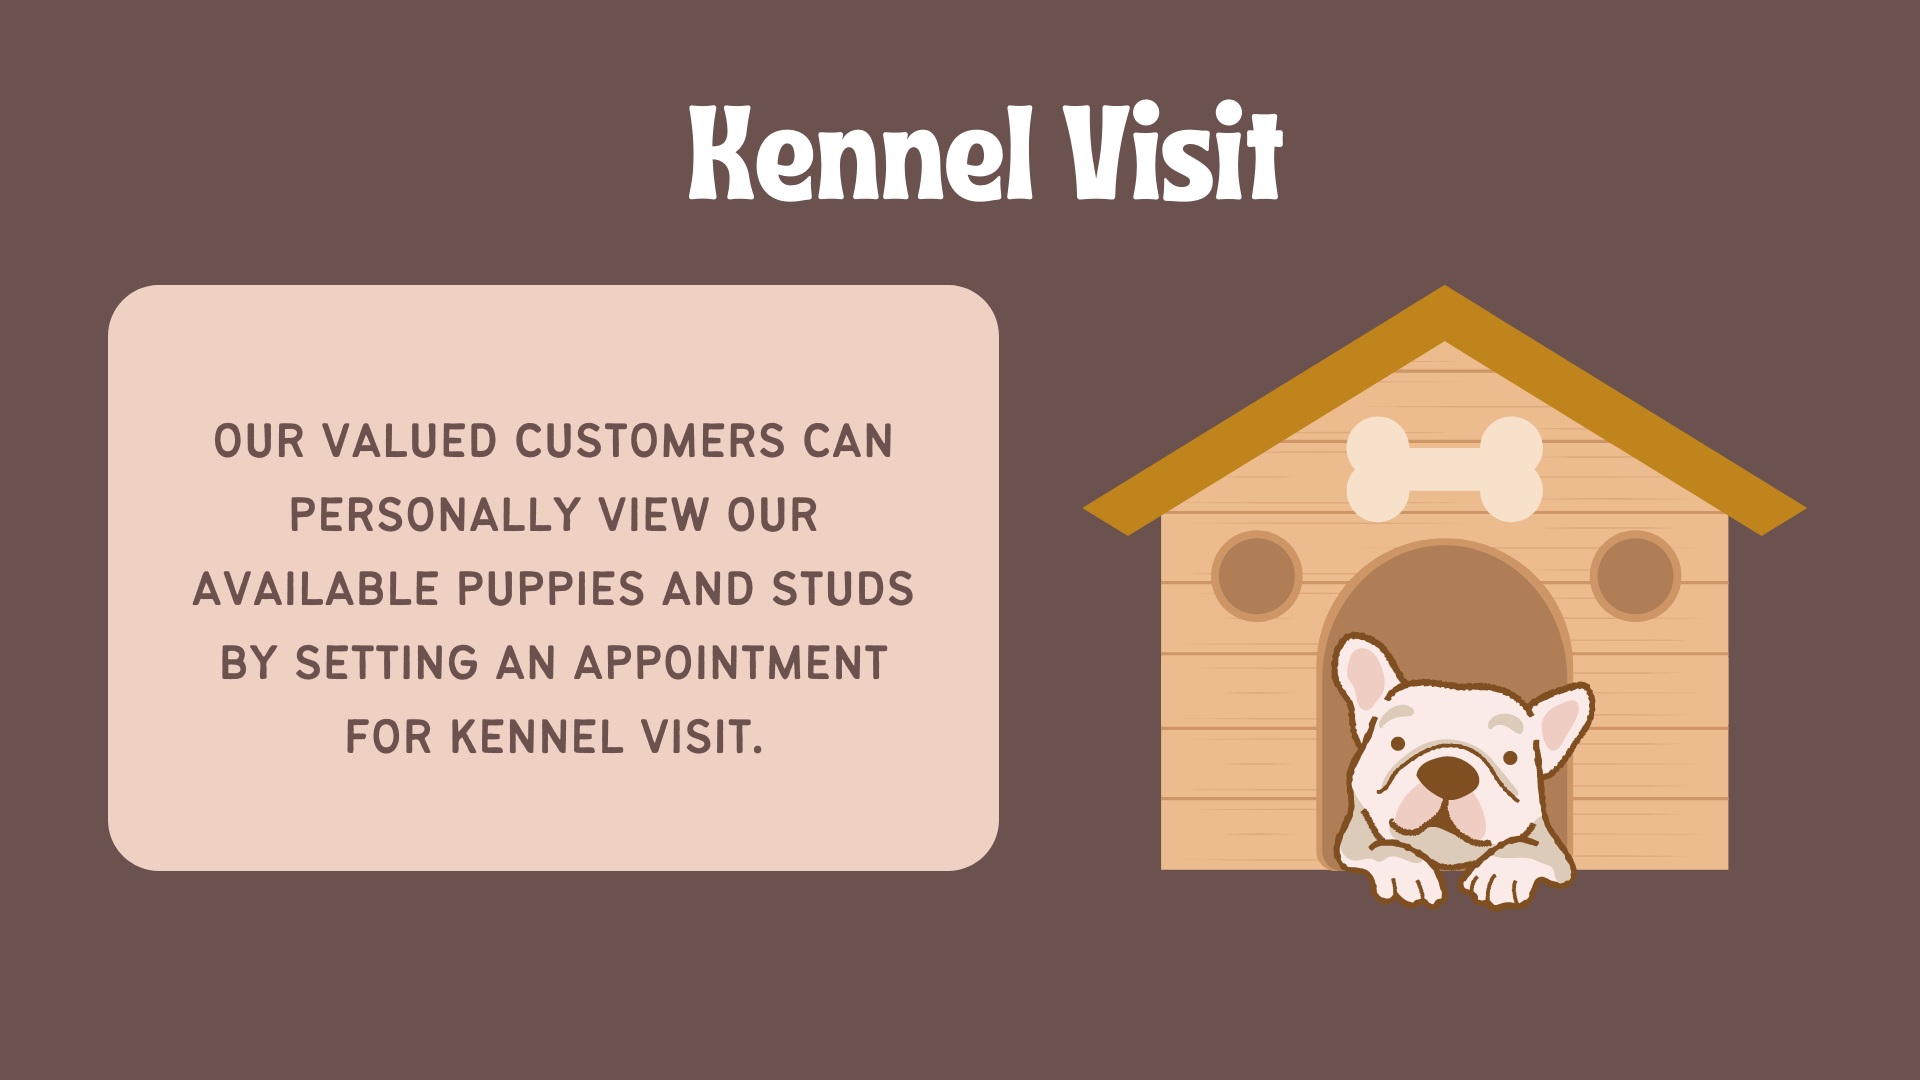 Kennel Visit
OUR VALUED CUSTOMERS CAN
PERSONALLY VIEW OUR
AVAILABLE PUPPIES AND STUDS
BY SETTING AN APPOINTMENT
FOR KENNEL VISIT.